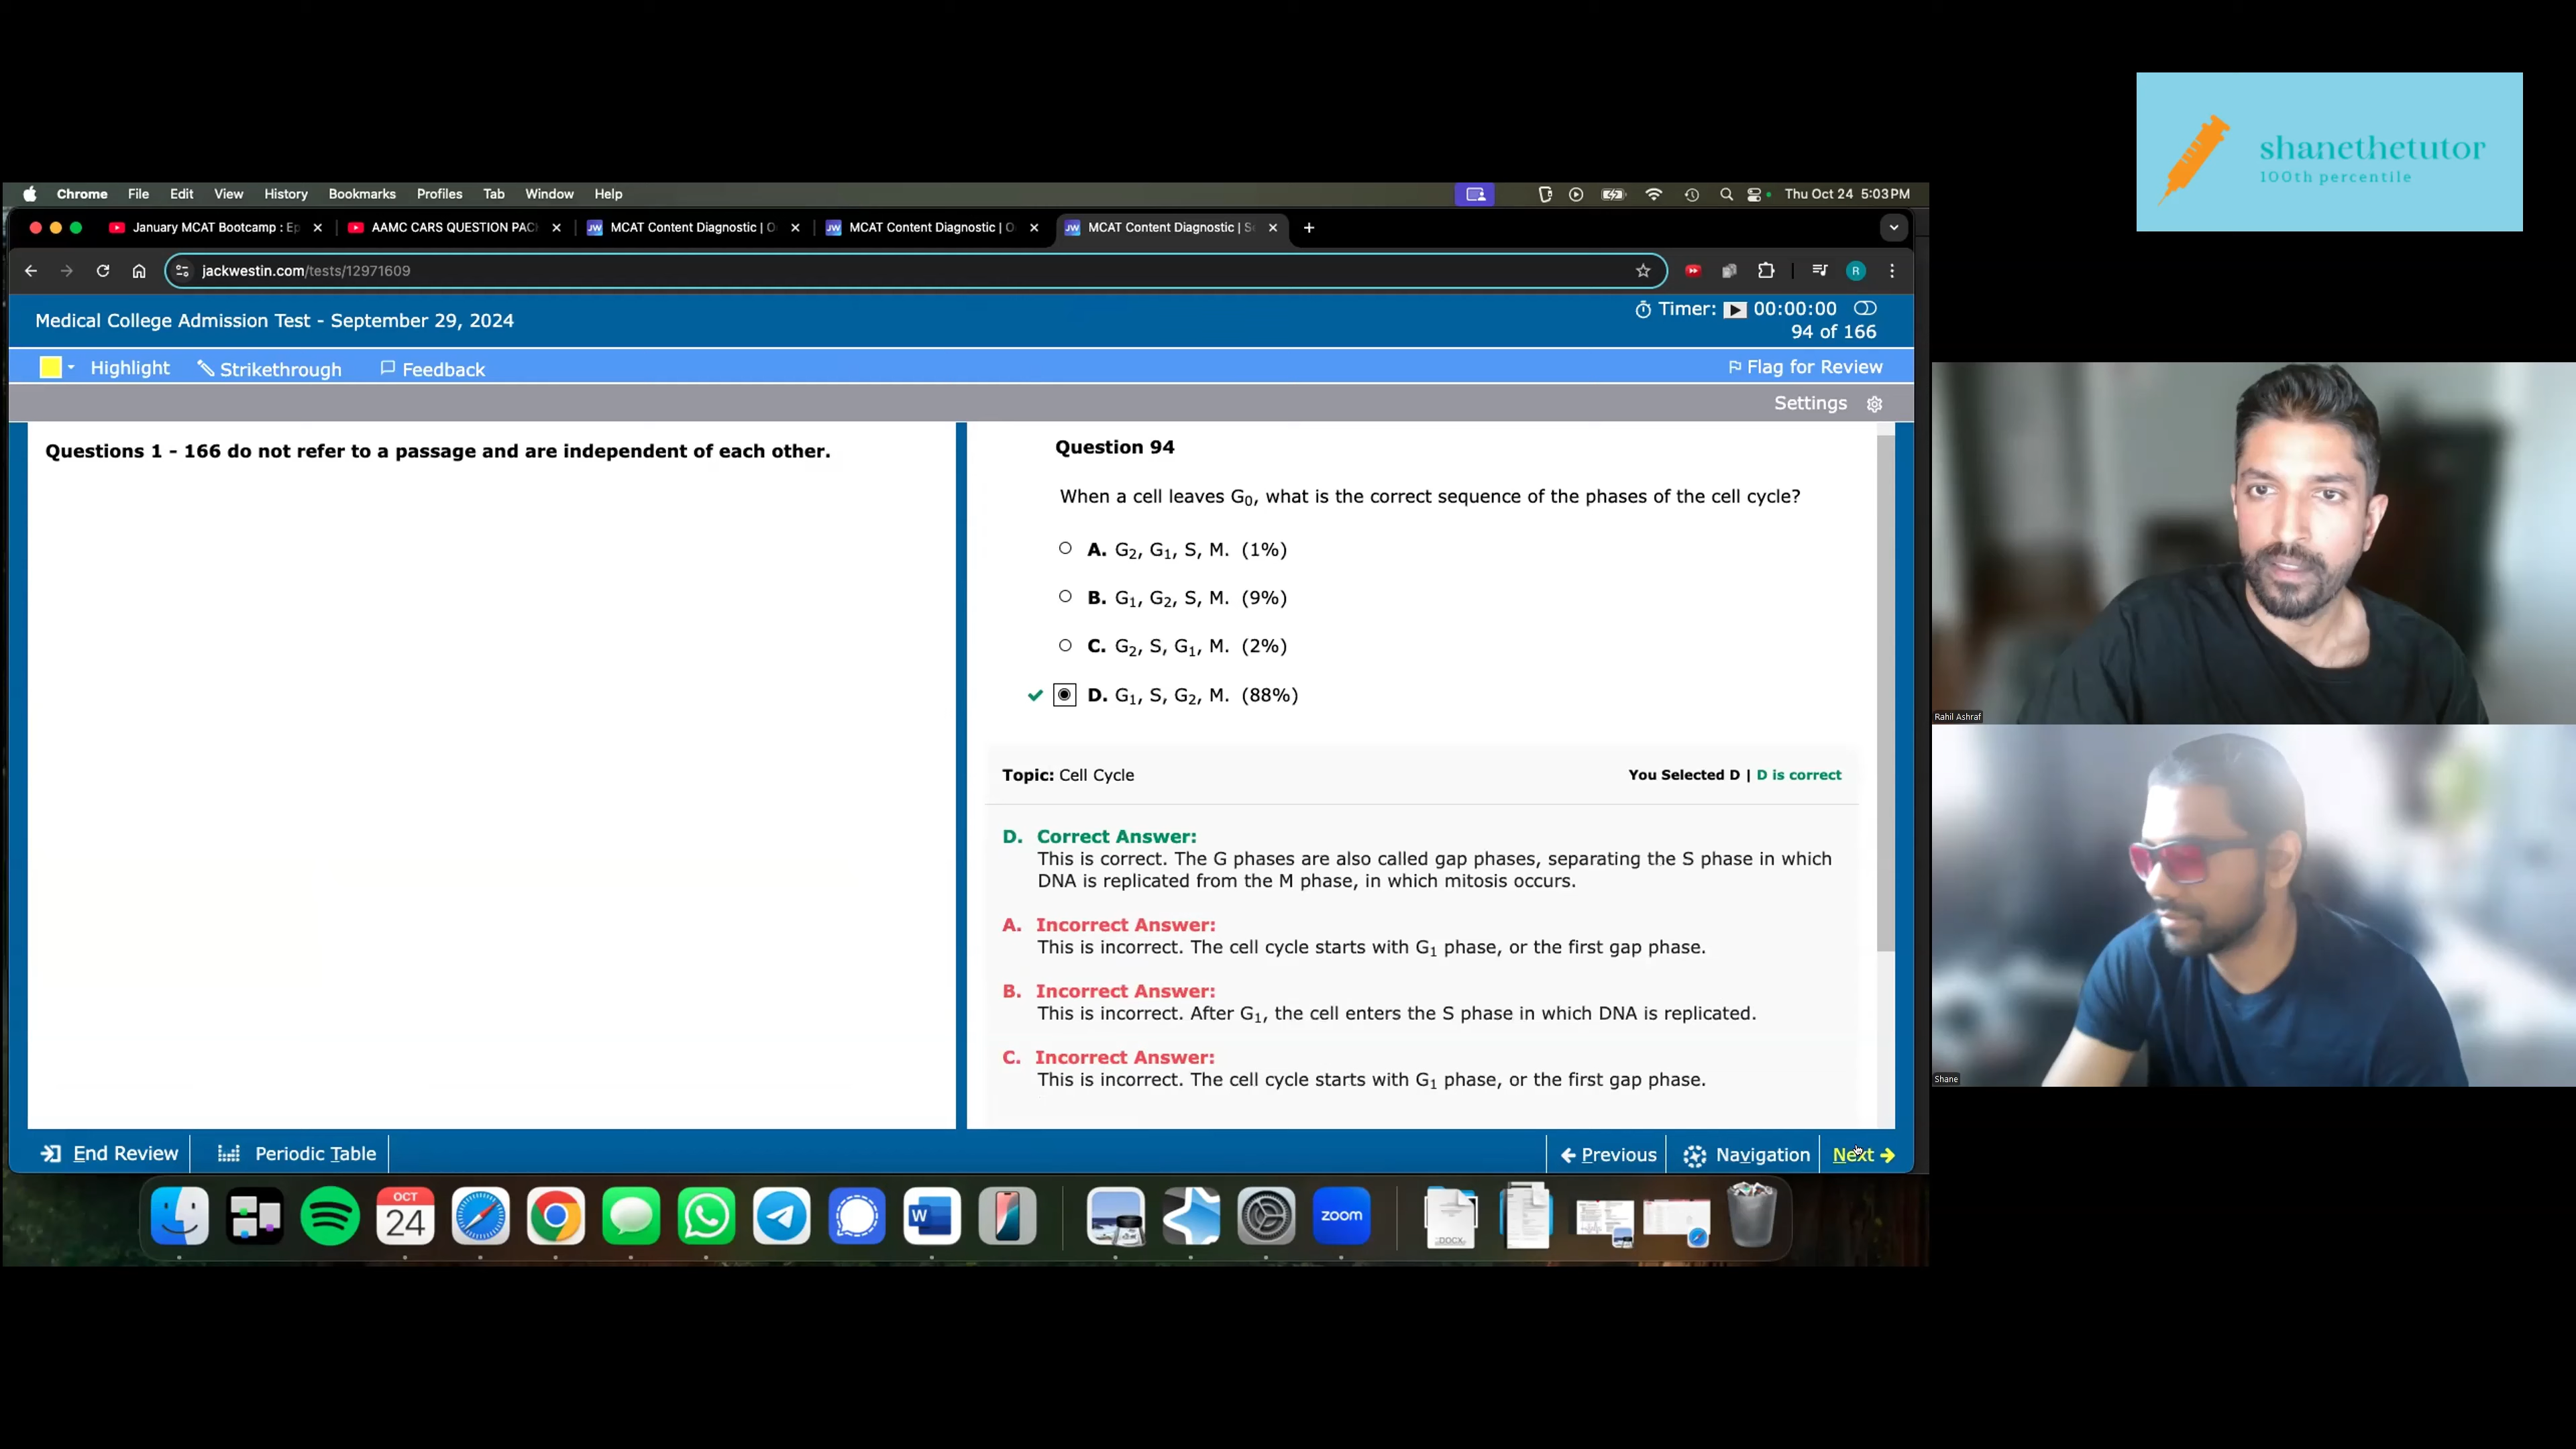 shanethetutor
100th percentile
Chrome File Edit View History Bookmarks Profiles Tab Window Help
Thu Oct 24 5:03 PM
January MCAT Bootcamp : Ep
AAMC CARS QUESTION PAC
MCAT Content Diagnostic | O
MCAT Content Diagnostic | O
MCAT Content Diagnostic | S
jackwestin.com/tests/12971609
R
Medical College Admission Test - September 29, 2024
Timer: 00:00:00
94 of 166
Highlight Strikethrough Feedback
Flag for Review
Settings
Questions 1 - 166 do not refer to a passage and are independent of each other.
Question 94
When a cell leaves G₀, what is the correct sequence of the phases of the cell cycle?
A. G₂, G₁, S, M. (1%)
B. G₁, G₂, S, M. (9%)
C. G₂, S, G₁, M. (2%)
D. G₁, S, G₂, M. (88%)
Topic: Cell Cycle
You Selected D | D is correct
D. Correct Answer:
This is correct. The G phases are also called gap phases, separating the S phase in which
DNA is replicated from the M phase, in which mitosis occurs.
A. Incorrect Answer:
This is incorrect. The cell cycle starts with G₁ phase, or the first gap phase.
B. Incorrect Answer:
This is incorrect. After G₁, the cell enters the S phase in which DNA is replicated.
C. Incorrect Answer:
This is incorrect. The cell cycle starts with G₁ phase, or the first gap phase.
Rahil Ashraf
Shane
End Review Periodic Table
Previous Navigation Next
OCT
24
W
zoom
.DOCX